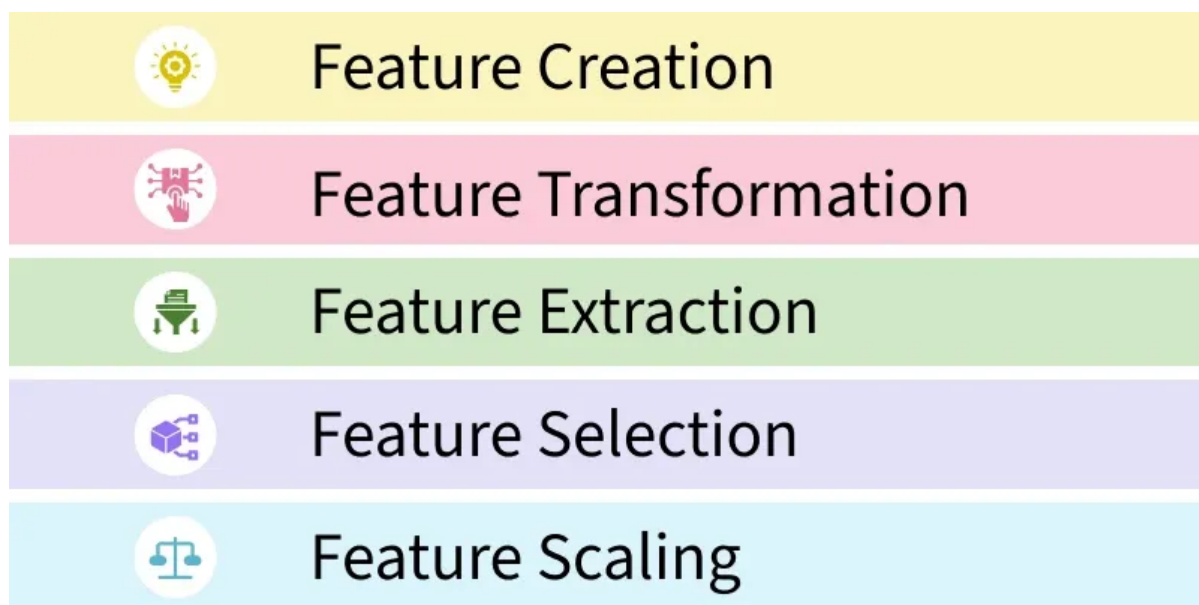 Feature Creation
Feature Transformation
Feature Extraction
Feature Selection
Feature Scaling